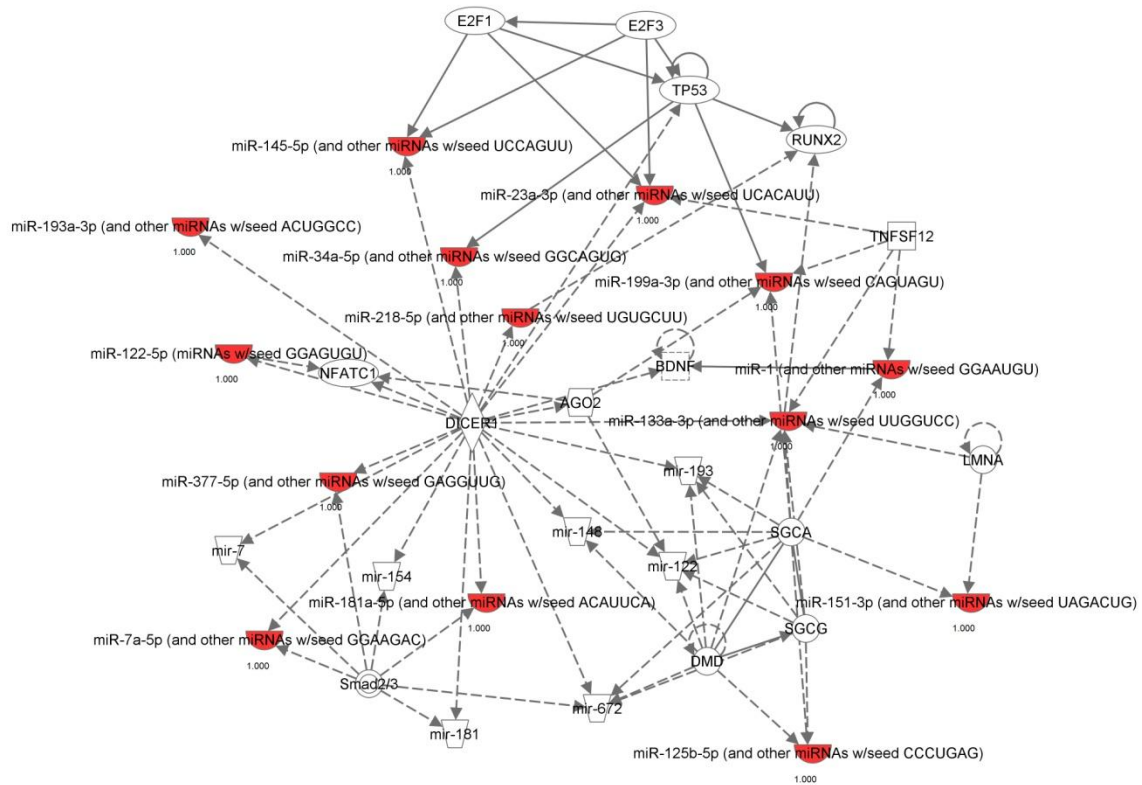 E2F1
E2F3
TP53
RUNX2
miR-145-5p (and other miRNAs w/seed UCCAGUU)
1.000
miR-23a-3p (and other miRNAs w/seed UCACAUU)
1.000
miR-193a-3p (and other miRNAs w/seed ACUGGCC)
1.000
TNFSF12
miR-34a-5p (and other miRNAs w/seed GGCAGUG)
1.000
miR-199a-3p (and other miRNAs w/seed CAGUAGU)
1.000
miR-218-5p (and other miRNAs w/seed UGUGCUU)
1.000
miR-122-5p (miRNAs w/seed GGAGUGU)
1.000
NFATC1
BDNF
miR-1 (and other miRNAs w/seed GGAAUGU)
1.000
AGO2
DICER1
miR-133a-3p (and other miRNAs w/seed UUGGUCC)
1.000
LMNA
mir-193
miR-377-5p (and other miRNAs w/seed GAGGUUG)
1.000
mir-148
SGCA
mir-7
mir-122
mir-154
miR-181a-5p (and other miRNAs w/seed ACAUUCA)
1.000
miR-151-3p (and other miRNAs w/seed UAGACUG)
1.000
miR-7a-5p (and other miRNAs w/seed GGAAGAC)
1.000
SGCG
DMD
Smad2/3
mir-672
mir-181
miR-125b-5p (and other miRNAs w/seed CCCUGAG)
1.000